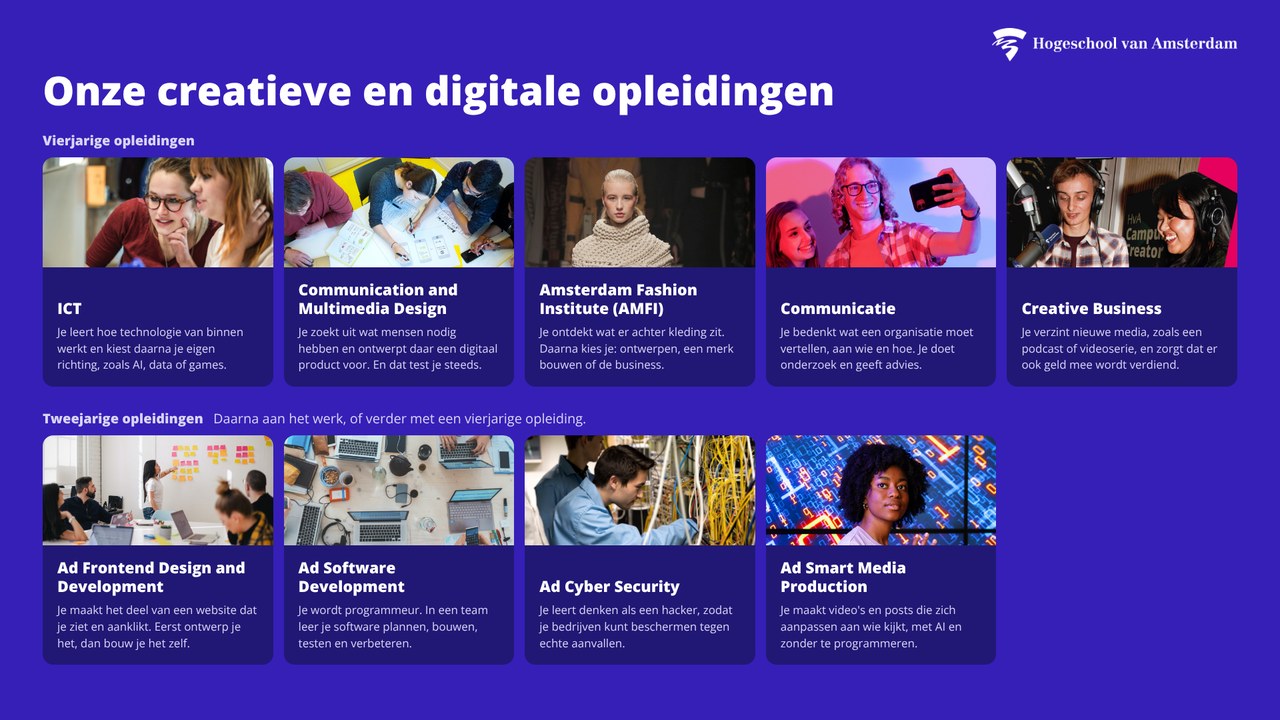 Hogeschool van Amsterdam
Onze creatieve en digitale opleidingen
Vierjarige opleidingen
HvA
Campu
Creator
ICT
Je leert hoe technologie van binnen
werkt en kiest daarna je eigen
richting, zoals AI, data of games.
Communication and
Multimedia Design
Je zoekt uit wat mensen nodig
hebben en ontwerpt daar een digitaal
product voor. En dat test je steeds.
Amsterdam Fashion
Institute (AMFI)
Je ontdekt wat er achter kleding zit.
Daarna kies je: ontwerpen, een merk
bouwen of de business.
Communicatie
Je bedenkt wat een organisatie moet
vertellen, aan wie en hoe. Je doet
onderzoek en geeft advies.
Creative Business
Je verzint nieuwe media, zoals een
podcast of videoserie, en zorgt dat er
ook geld mee wordt verdiend.
Tweejarige opleidingen Daarna aan het werk, of verder met een vierjarige opleiding.
Ad Frontend Design and
Development
Je maakt het deel van een website dat
je ziet en aanklikt. Eerst ontwerp je
het, dan bouw je het zelf.
Ad Software
Development
Je wordt programmeur. In een team
leer je software plannen, bouwen,
testen en verbeteren.
Ad Cyber Security
Je leert denken als een hacker, zodat
je bedrijven kunt beschermen tegen
echte aanvallen.
Ad Smart Media
Production
Je maakt video's en posts die zich
aanpassen aan wie kijkt, met AI en
zonder te programmeren.